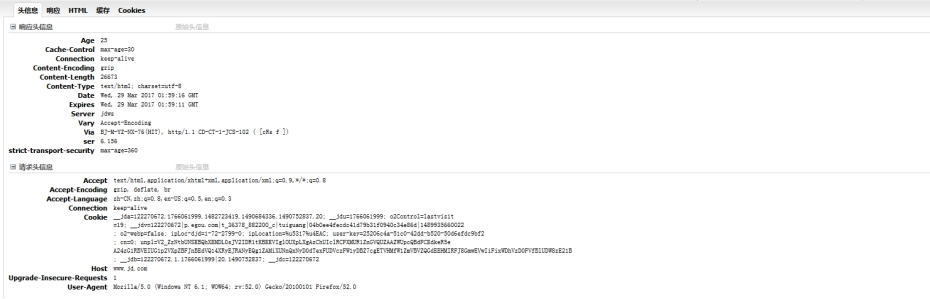 头信息 响应 HTML 缓存 Cookies
响应头信息 原始头信息
Age 25
Cache-Control max-age=30
Connection keep-alive
Content-Encoding gzip
Content-Length 26673
Content-Type text/html; charset=utf-8
Date Wed, 29 Mar 2017 01:59:16 GMT
Expires Wed, 29 Mar 2017 01:59:11 GMT
Server jdws
Vary Accept-Encoding
Via BJ-M-YZ-NX-76(HIT), http/1.1 CD-CT-1-JCS-102 ( [cRs f ])
ser 6.156
strict-transport-security max-age=360
请求头信息 原始头信息
Accept text/html,application/xhtml+xml,application/xml;q=0.9,*/*;q=0.8
Accept-Encoding gzip, deflate, br
Accept-Language zh-CN,zh;q=0.8,en-US;q=0.5,en;q=0.3
Connection keep-alive
Cookie __jda=122270672.1766061999.1482723419.1490684336.1490752837.20; __jdu=1766061999; o2Control=lastvisit
=19; __jdv=122270672|p.egou.com|t_36378_882200_c|tuiguang|04b0ee4fecdc41d79b31f0940c34e86d|1489935660022
; o2-webp=false; ipLoc-djd=1-72-2799-0; ipLocation=%u5317%u4EAC; user-key=25206c4a-51c0-42dd-b520-50d6efdc9bf2
; cn=0;
; __jdb=122270672.1.1766061999|20.1490752837; __jdc=122270672
Host www.jd.com
Upgrade-Insecure-Requests 1
User-Agent Mozilla/5.0 (Windows NT 6.1; WOW64; rv:52.0) Gecko/20100101 Firefox/52.0